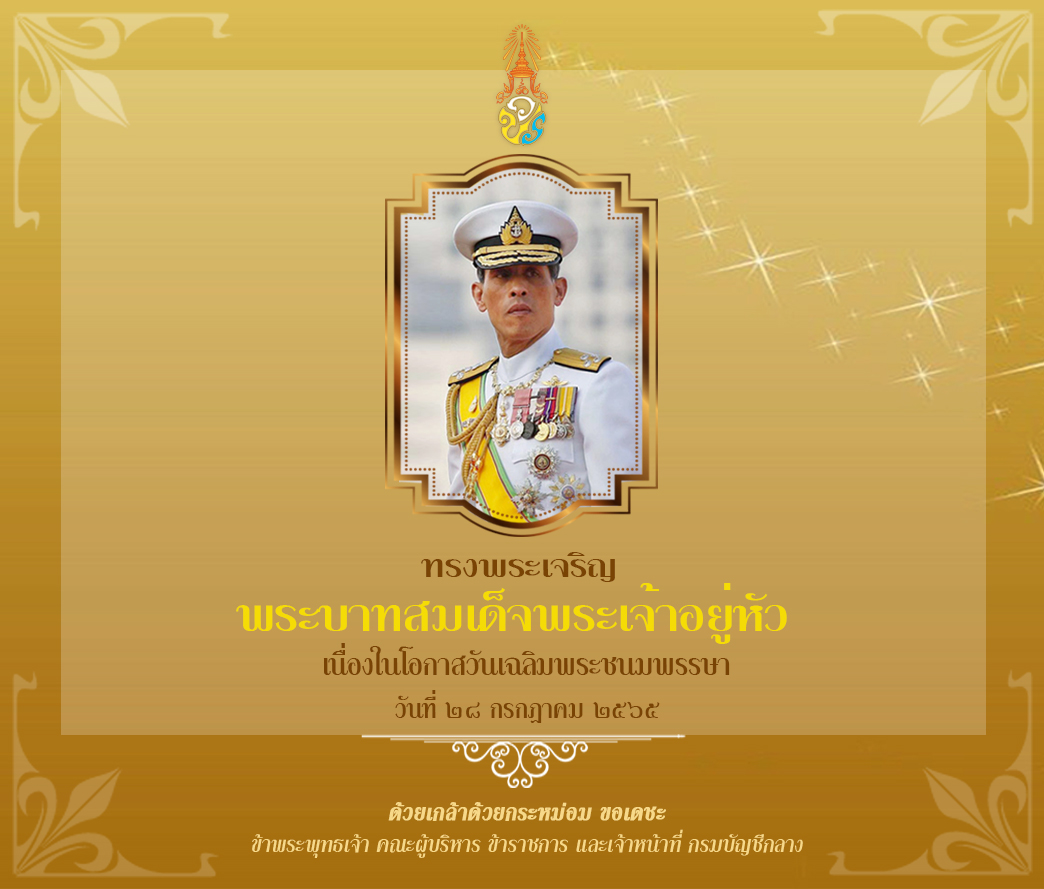 ทรงพระเจริญ
พระบาทสมเด็จพระเจ้าอยู่หัว
เนื่องในโอกาสวันเฉลิมพระชนมพรรษา
วันที่ ๒๘ กรกฎาคม ๒๕๖๕
ด้วยเกล้าด้วยกระหม่อม ขอเดชะ
ข้าพระพุทธเจ้า คณะผู้บริหาร ข้าราชการ และเจ้าหน้าที่ กรมบัญชีกลาง